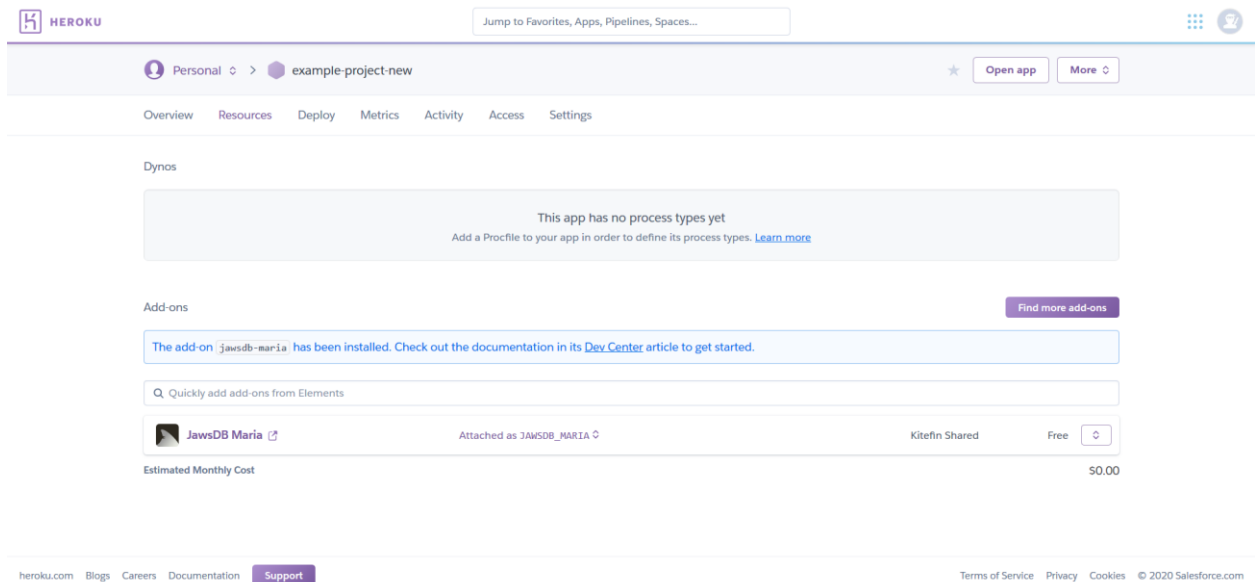 HEROKU
Jump to Favorites, Apps, Pipelines, Spaces...
Personal > example-project-new
Open app
More
Overview Resources Deploy Metrics Activity Access Settings
Dynos
This app has no process types yet
Add a Procfile to your app in order to define its process types. Learn more
Add-ons
Find more add-ons
The add-on jawsdb-maria has been installed. Check out the documentation in its Dev Center article to get started.
Quickly add add-ons from Elements
JawsDB Maria Attached as JAWSDB_MARIA Kitefin Shared Free
Estimated Monthly Cost $0.00
heroku.com Blogs Careers Documentation Support Terms of Service Privacy Cookies © 2020 Salesforce.com